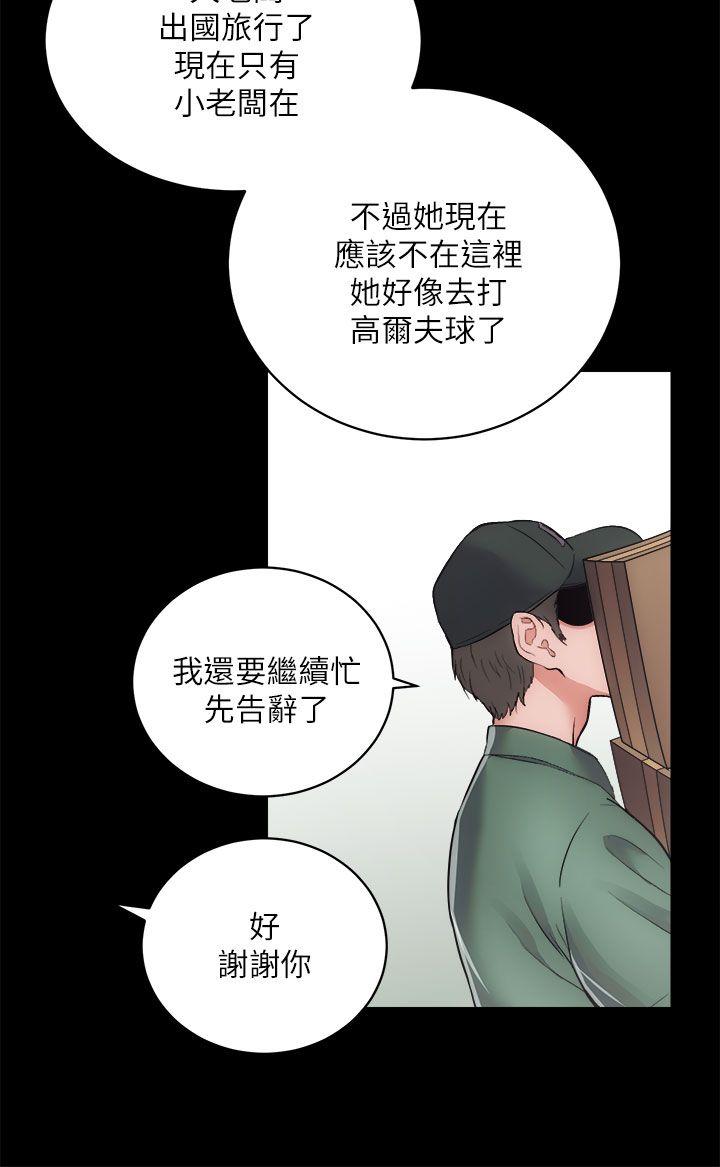 出國旅行了
現在只有
小老闆在
不過她現在
應該不在這裡
她好像去打
高爾夫球了
我還要繼續忙
先告辭了
好
謝謝你